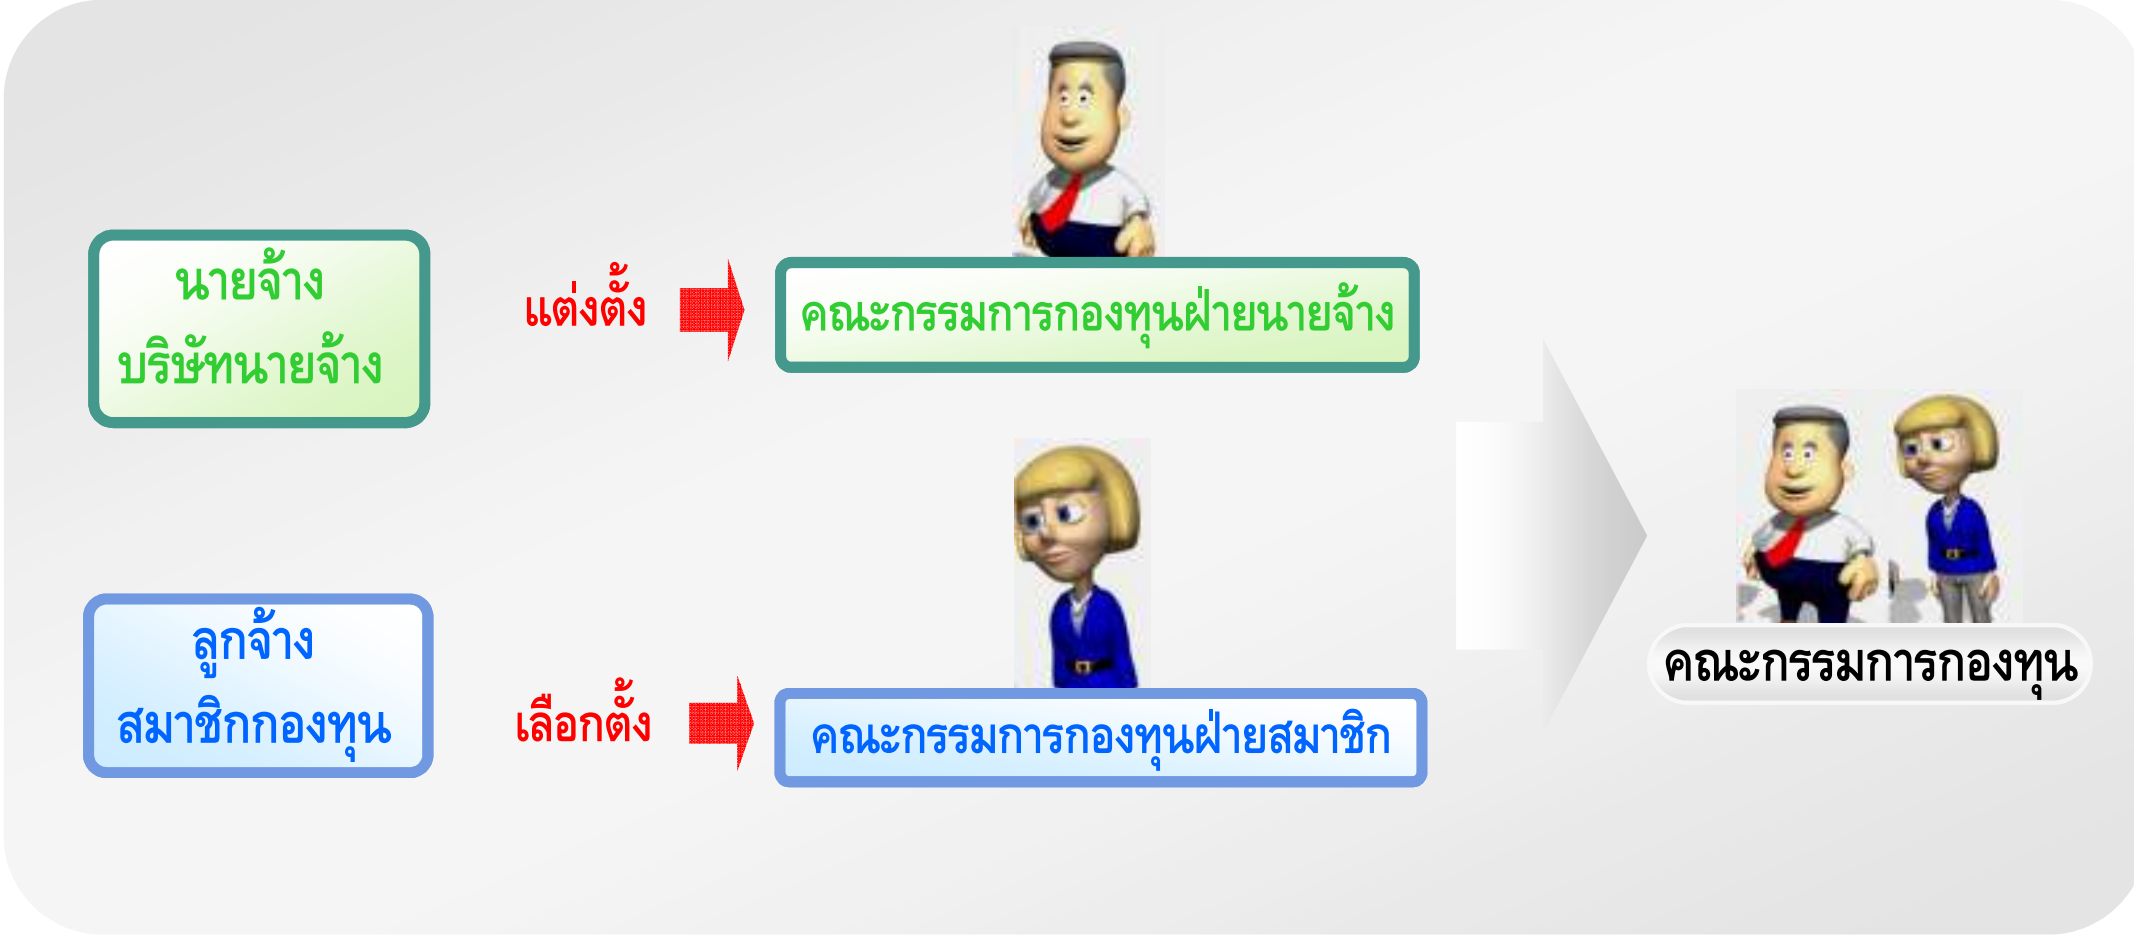 นายจ้าง
บริษัทนายจ้าง
แต่งตั้ง
คณะกรรมการกองทุนฝ่ายนายจ้าง
ลูกจ้าง
สมาชิกกองทุน
เลือกตั้ง
คณะกรรมการกองทุนฝ่ายสมาชิก
คณะกรรมการกองทุน